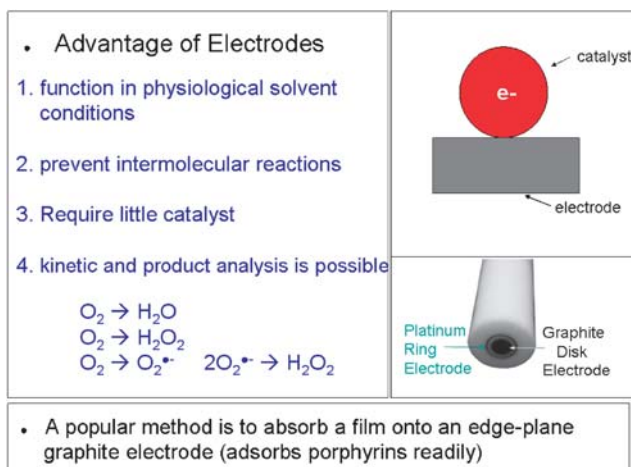 • Advantage of Electrodes
1. function in physiological solvent
conditions
2. prevent intermolecular reactions
3. Require little catalyst
4. kinetic and product analysis is possible
O₂ → H₂O
O₂ → H₂O₂
O₂ → O₂•- 2O₂•- → H₂O₂
catalyst
e-
electrode
Platinum
Ring
Electrode
Graphite
Disk
Electrode
• A popular method is to absorb a film onto an edge-plane
graphite electrode (adsorbs porphyrins readily)